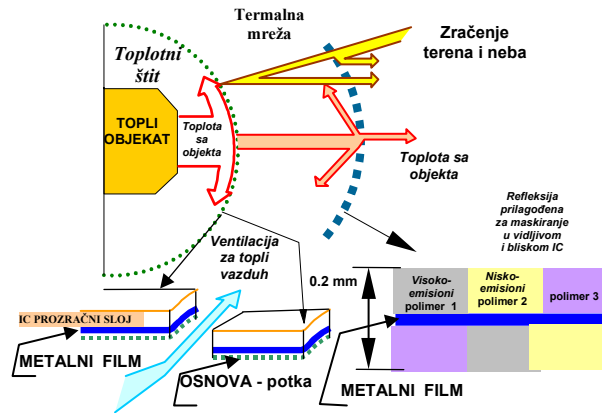 Termalna
mreža
Zračenje
terena i neba
Toplotni
štit
TOPLI
OBJEKAT
Toplota
sa
objekta
Toplota sa
objekta
Refleksija
prilagođena
za maskiranje
u vidljivom
i bliskom IC
Ventilacija
za topli
vazduh
0.2 mm
Visoko-
emisioni
polimer 1
Nisko-
emisioni
polimer 2
polimer 3
IC PROZRAČNI SLOJ
METALNI FILM
OSNOVA - potka
METALNI FILM